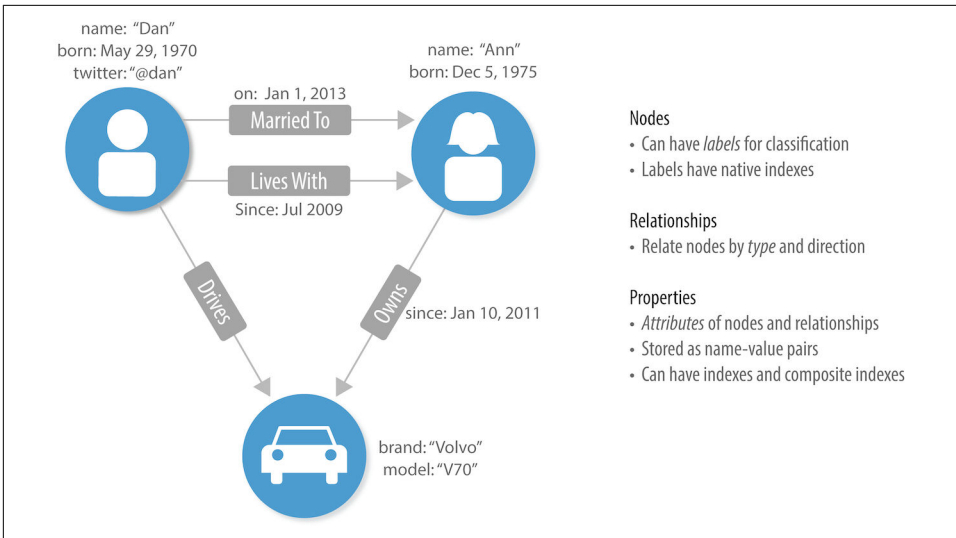 name: “Dan”
born: May 29, 1970
twitter:“@dan”
name: “Ann”
born: Dec 5, 1975
on: Jan 1, 2013
Married To
Lives With
Since: Jul 2009
Drives
Owns
since: Jan 10, 2011
brand:“Volvo”
model:“V70”
Nodes
• Can have labels for classification
• Labels have native indexes
Relationships
• Relate nodes by type and direction
Properties
• Attributes of nodes and relationships
• Stored as name-value pairs
• Can have indexes and composite indexes